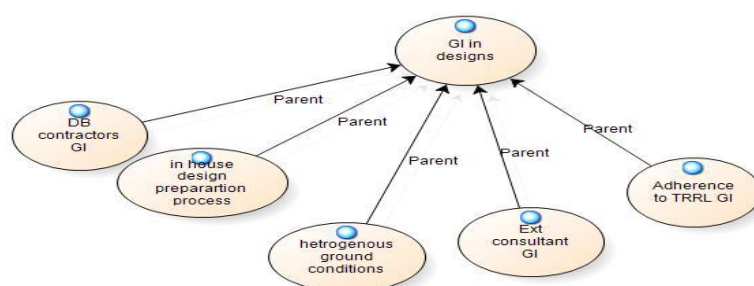 GI in
designs
Parent
Parent
Parent
Parent
Parent
DB
contractors
GI
in house
design
preparartion
process
hetrogenous
ground
conditions
Ext
consultant
GI
Adherence
to TRRL GI